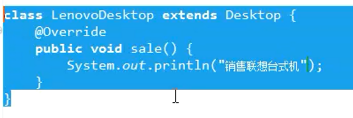 class LenovoDesktop extends Desktop {
@Override
public void sale() {
System.out.println("销售联想台式机");
}
}